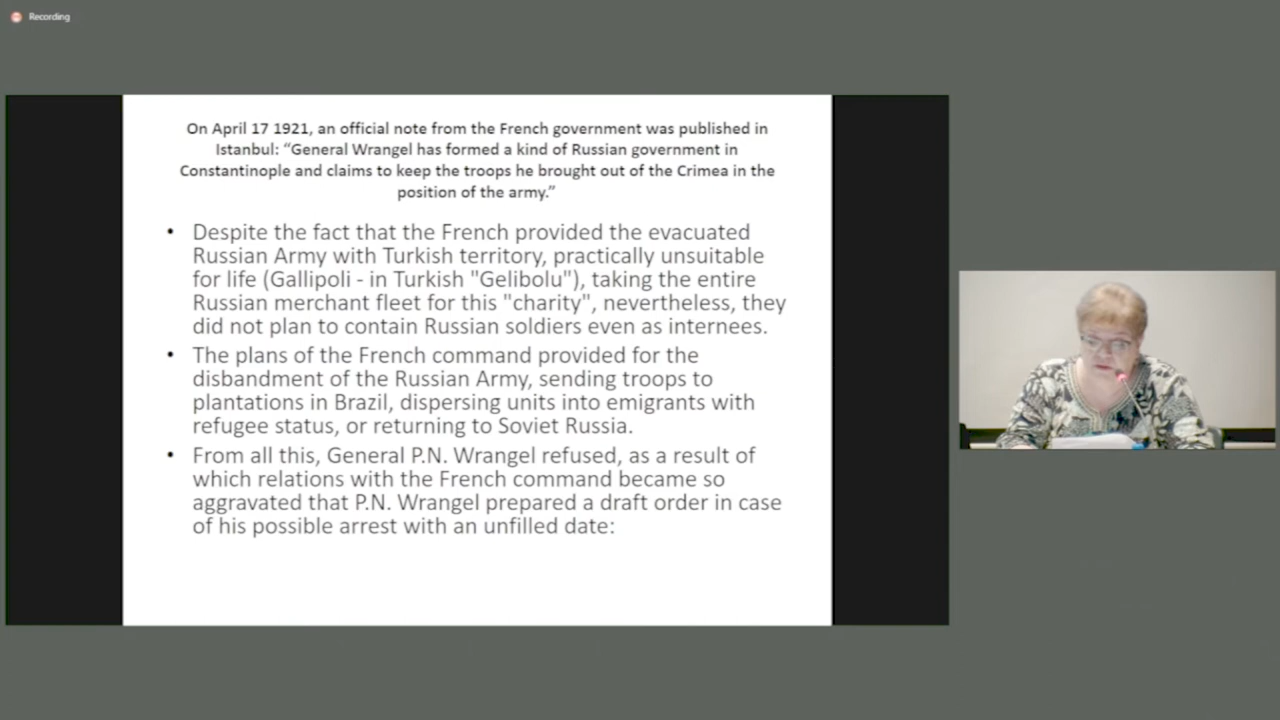 Recording
On April 17 1921, an official note from the French government was published in
Istanbul: “General Wrangel has formed a kind of Russian government in
Constantinople and claims to keep the troops he brought out of the Crimea in the
position of the army.”
• Despite the fact that the French provided the evacuated
Russian Army with Turkish territory, practically unsuitable
for life (Gallipoli - in Turkish "Gelibolu"), taking the entire
Russian merchant fleet for this "charity", nevertheless, they
did not plan to contain Russian soldiers even as internees.
• The plans of the French command provided for the
disbandment of the Russian Army, sending troops to
plantations in Brazil, dispersing units into emigrants with
refugee status, or returning to Soviet Russia.
• From all this, General P.N. Wrangel refused, as a result of
which relations with the French command became so
aggravated that P.N. Wrangel prepared a draft order in case
of his possible arrest with an unfilled date: